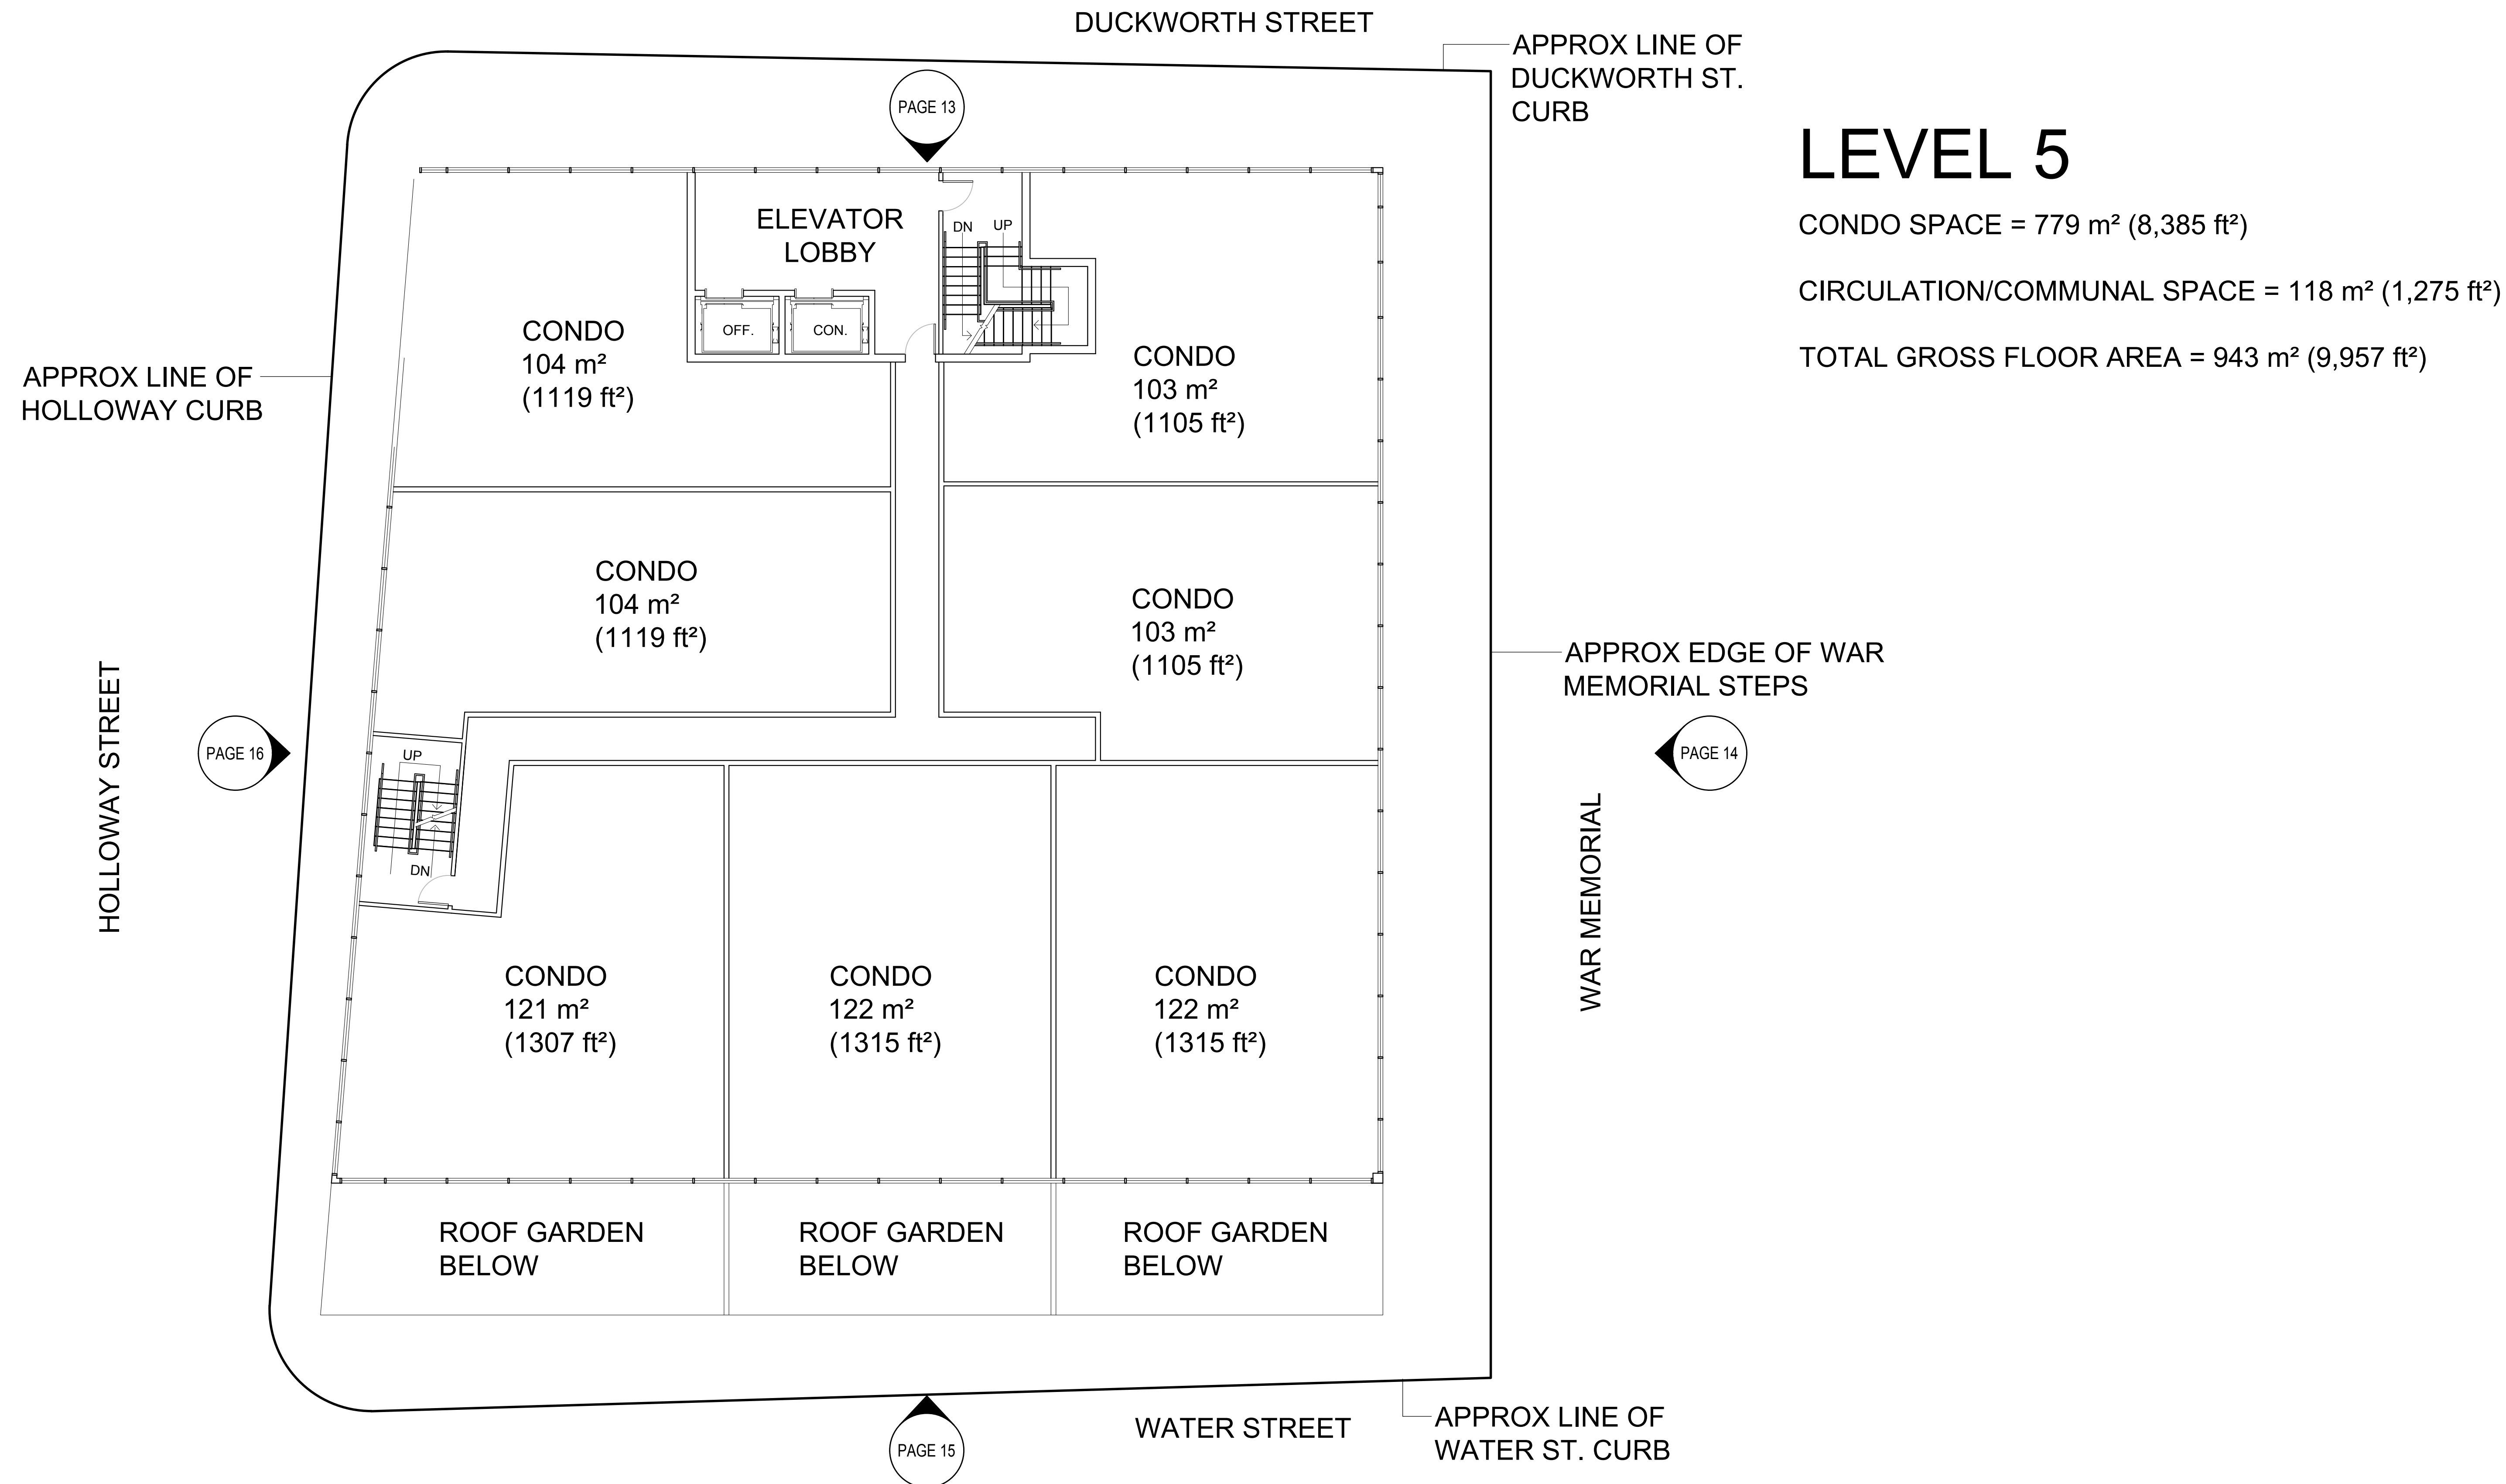 DUCKWORTH STREET
APPROX LINE OF
DUCKWORTH ST.
CURB
PAGE 13
LEVEL 5
CONDO SPACE = 779 m² (8,385 ft²)
CIRCULATION/COMMUNAL SPACE = 118 m² (1,275 ft²)
TOTAL GROSS FLOOR AREA = 943 m² (9,957 ft²)
ELEVATOR
LOBBY
DN
UP
OFF.
CON.
CONDO
104 m²
(1119 ft²)
CONDO
103 m²
(1105 ft²)
APPROX LINE OF
HOLLOWAY CURB
CONDO
104 m²
(1119 ft²)
CONDO
103 m²
(1105 ft²)
APPROX EDGE OF WAR
MEMORIAL STEPS
HOLLOWAY STREET
PAGE 16
UP
DN
PAGE 14
WAR MEMORIAL
CONDO
121 m²
(1307 ft²)
CONDO
122 m²
(1315 ft²)
CONDO
122 m²
(1315 ft²)
ROOF GARDEN
BELOW
ROOF GARDEN
BELOW
ROOF GARDEN
BELOW
WATER STREET
PAGE 15
APPROX LINE OF
WATER ST. CURB